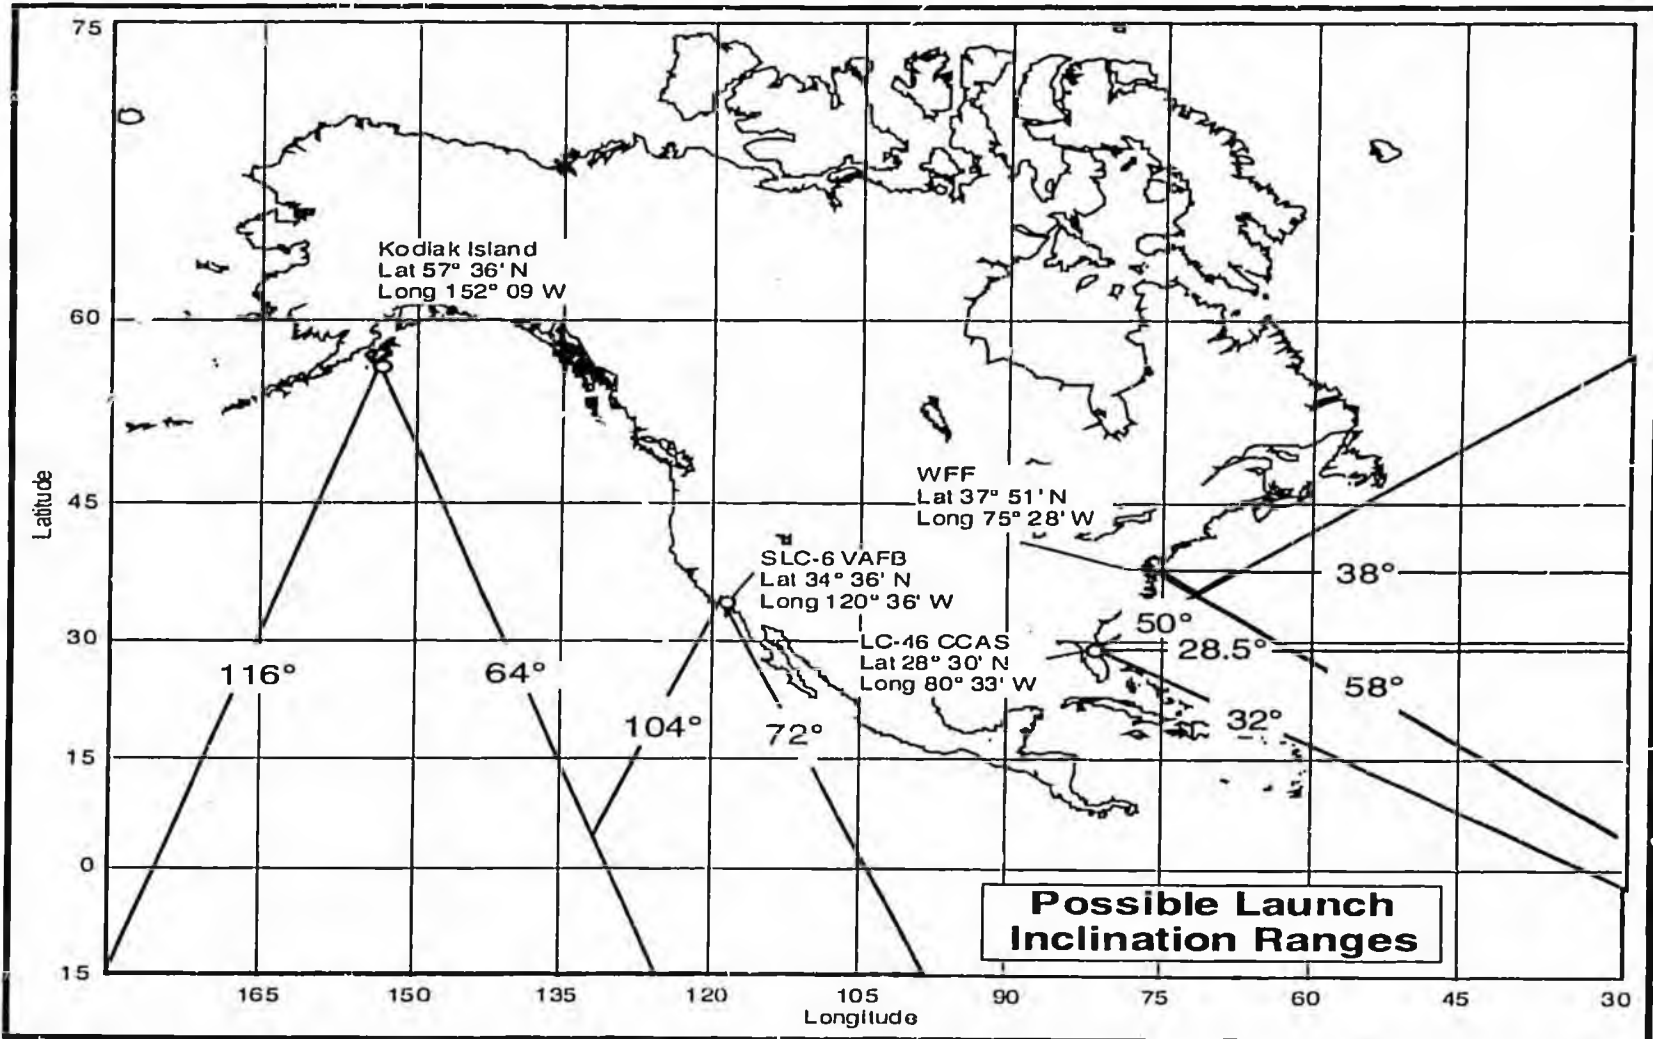 75
Kodiak Island
Lat 57° 36' N
Long 152° 09 W
60
WFF
Lat 37° 51' N
Long 75° 28' W
45
Latitude
SLC-6 VAFB
Lat 34° 36' N
Long 120° 36' W
38°
50°
30
LC-46 CCAS
Lat 28° 30' N
Long 80° 33' W
28.5°
116°
64°
58°
104°
72°
32°
15
0
Possible Launch
Inclination Ranges
15
165 150 135 120 105 90 75 60 45 30
Longitude